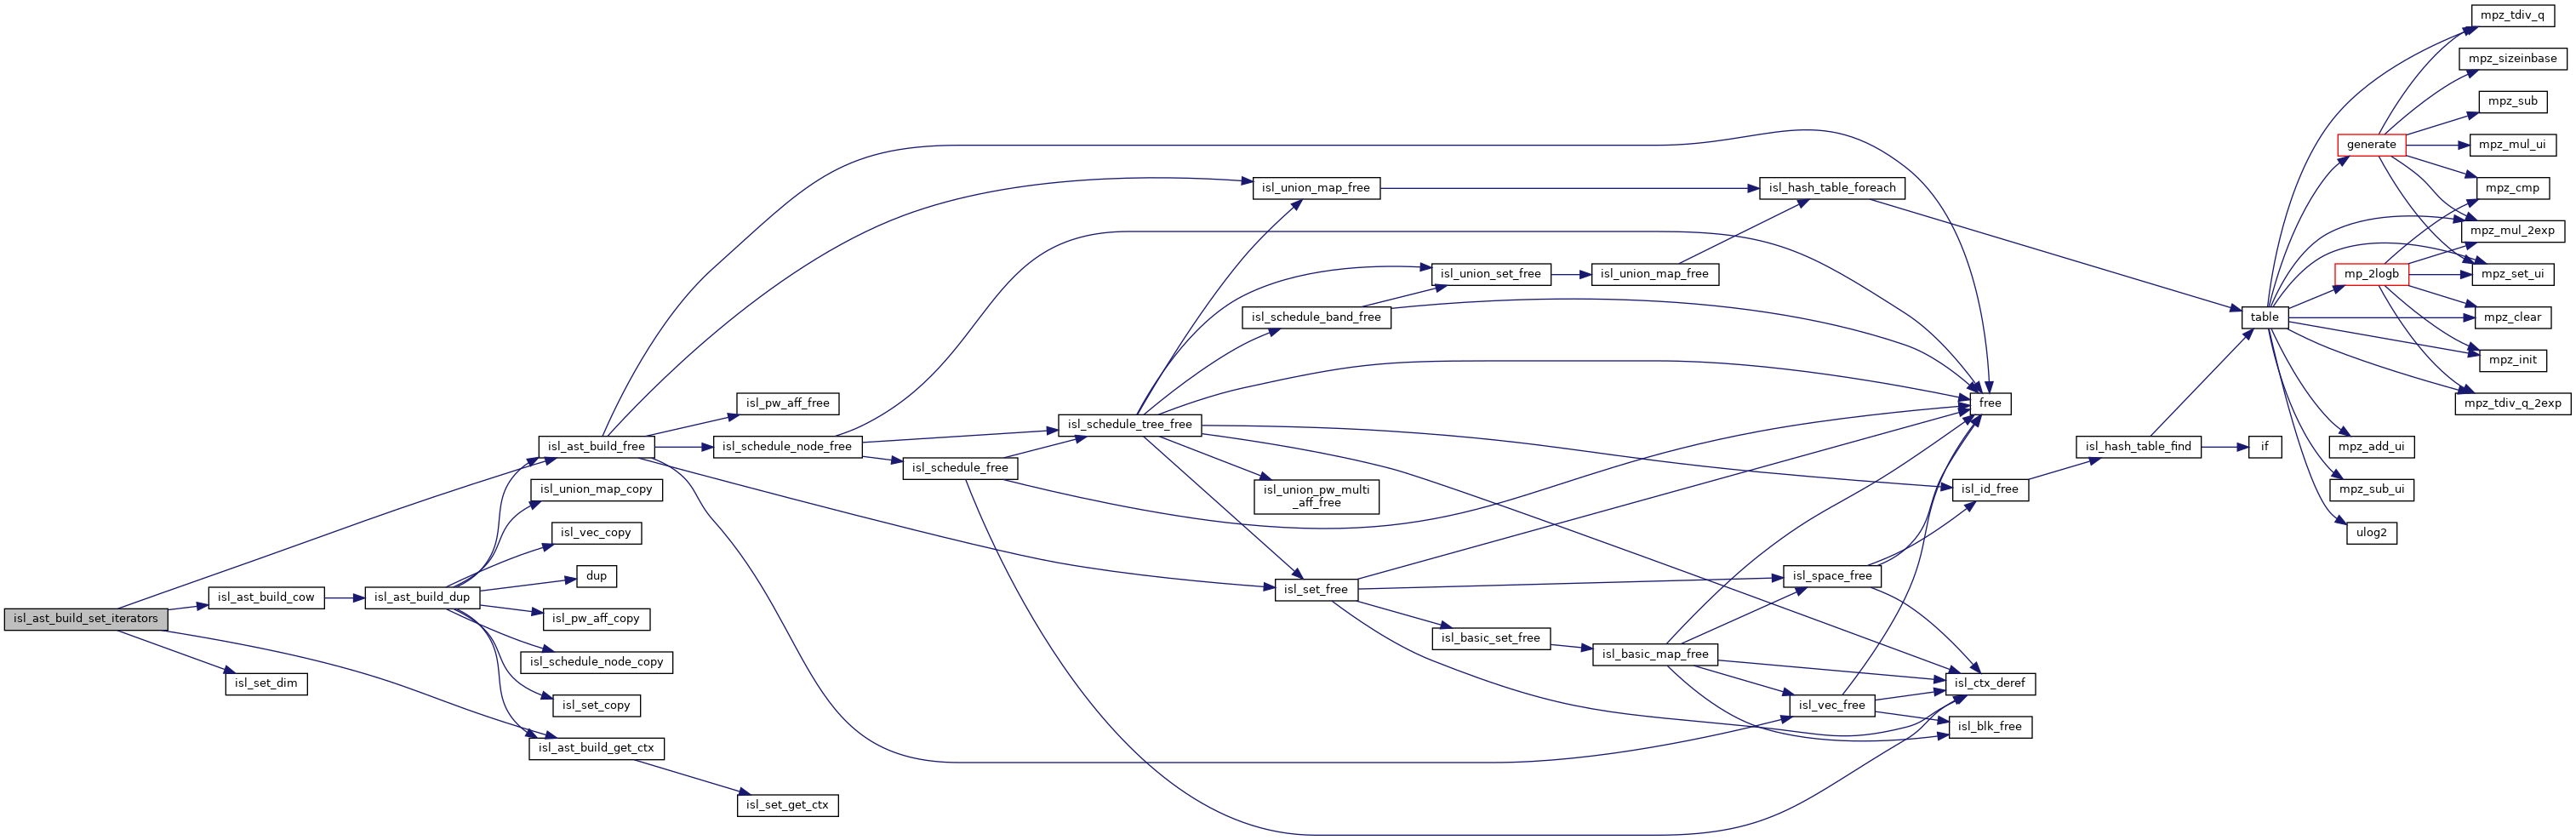 mpz_tdiv_q
mpz_sizeinbase
mpz_sub
generate
mpz_mul_ui
isl_union_map_free
isl_hash_table_foreach
mpz_cmp
mpz_mul_2exp
isl_union_set_free
isl_union_map_free
mp_2logb
mpz_set_ui
isl_schedule_band_free
table
mpz_clear
mpz_init
isl_pw_aff_free
free
mpz_tdiv_q_2exp
isl_schedule_tree_free
isl_ast_build_free
isl_schedule_node_free
isl_hash_table_find
if
mpz_add_ui
isl_schedule_free
isl_union_map_copy
isl_union_pw_multi
_aff_free
isl_id_free
mpz_sub_ui
isl_vec_copy
ulog2
dup
isl_space_free
isl_set_free
isl_ast_build_cow
isl_ast_build_dup
isl_ast_build_set_iterators
isl_pw_aff_copy
isl_basic_set_free
isl_basic_map_free
isl_schedule_node_copy
isl_set_dim
isl_ctx_deref
isl_set_copy
isl_vec_free
isl_blk_free
isl_ast_build_get_ctx
isl_set_get_ctx